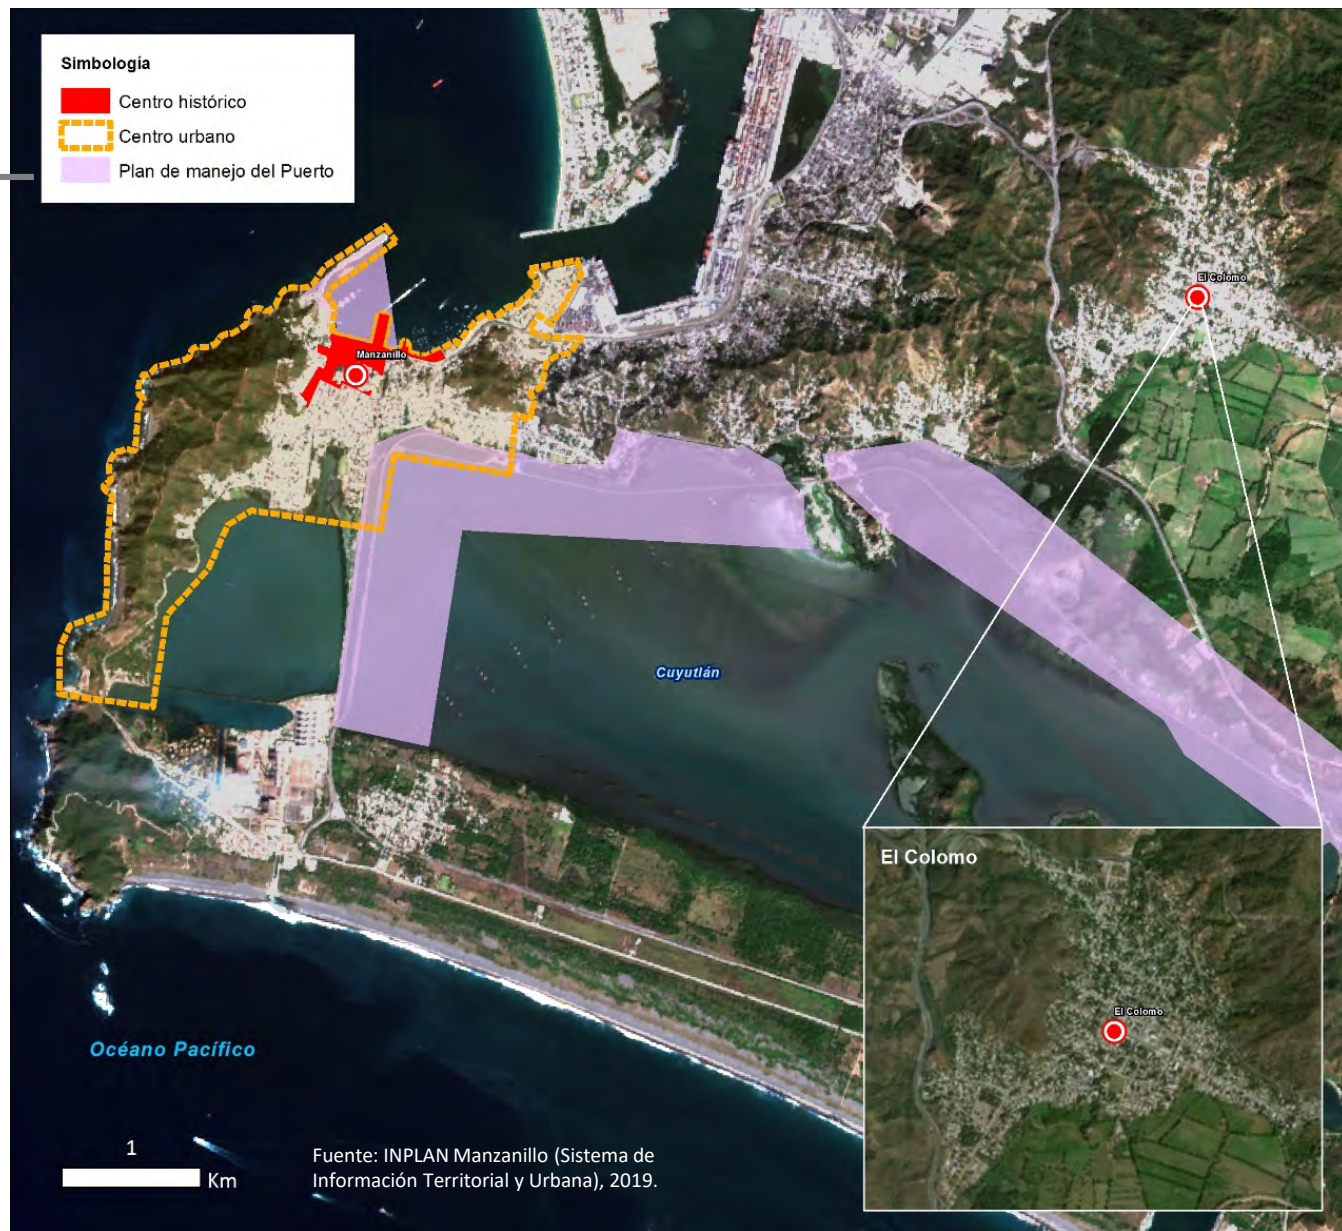 Simbología
Centro histórico
Centro urbano
Plan de manejo del Puerto
El Colomo
Manzanillo
Cuyutlán
El Colomo
El Colomo
Océano Pacífico
1
Km
Fuente: INPLAN Manzanillo (Sistema de
Información Territorial y Urbana), 2019.